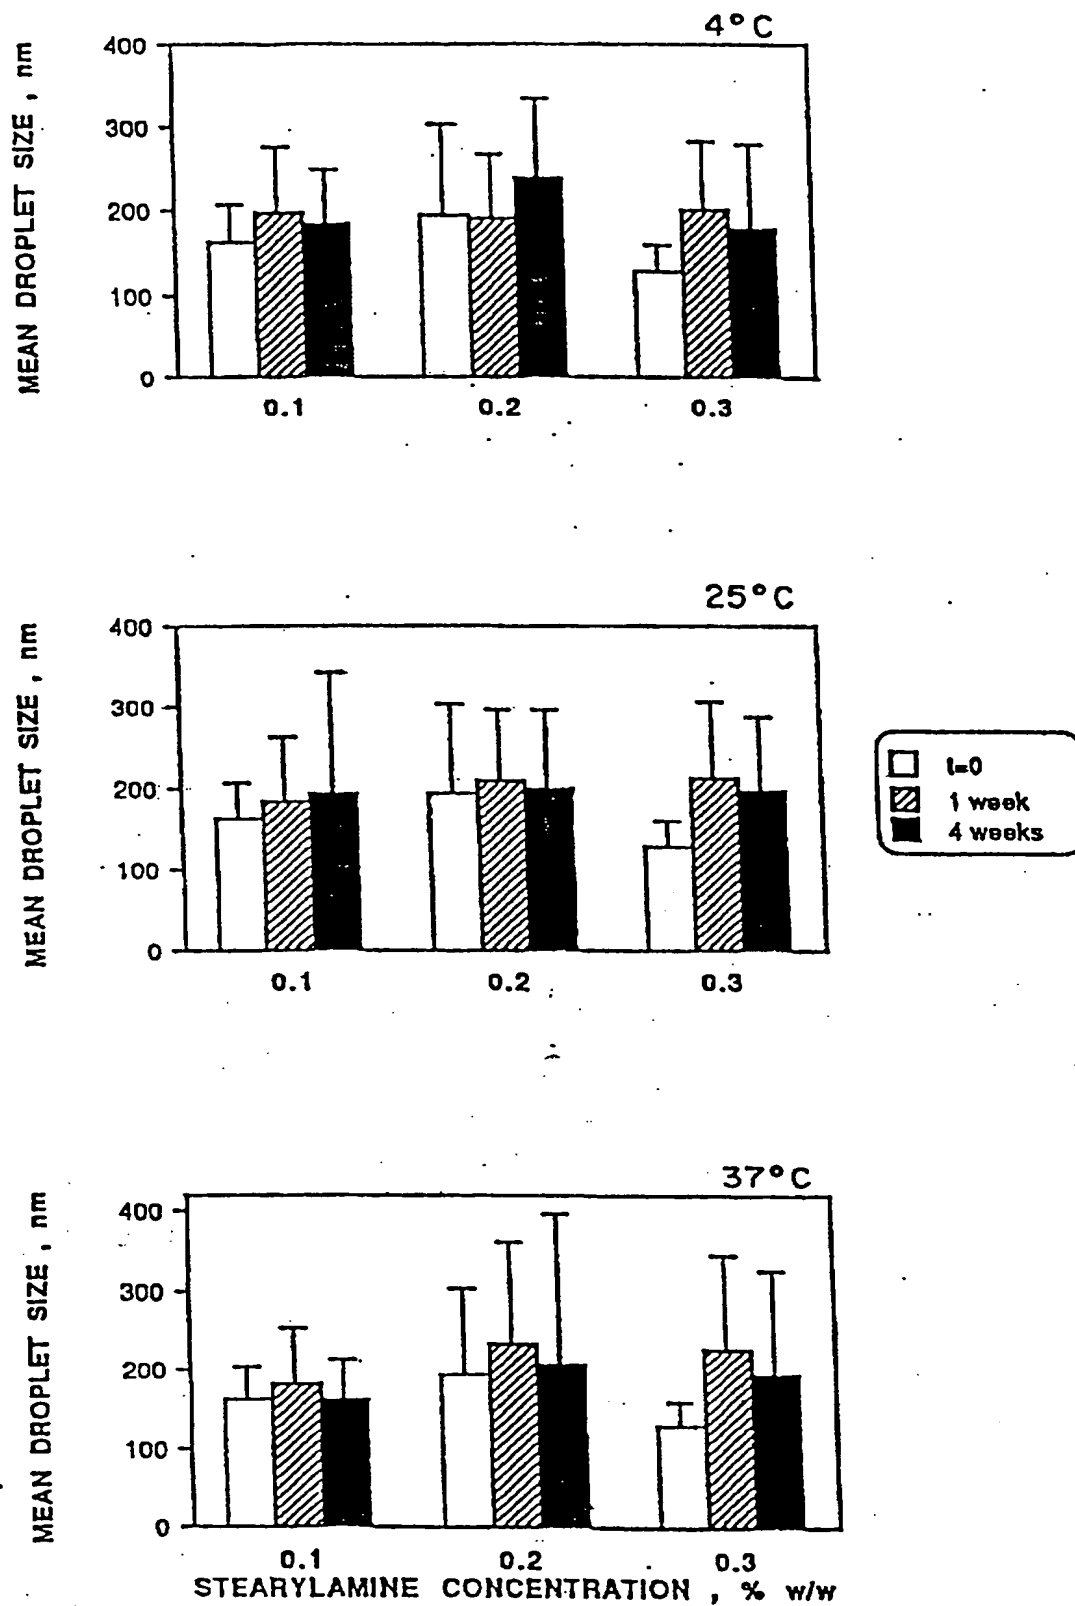 4°C
MEAN DROPLET SIZE, nm
400
300
200
100
0
0.1 0.2 0.3
25°C
MEAN DROPLET SIZE, nm
400
300
200
100
0
0.1 0.2 0.3
t=0
1 week
4 weeks
37°C
MEAN DROPLET SIZE, nm
400
300
200
100
0
0.1 0.2 0.3
STEARYLAMINE CONCENTRATION, % w/w